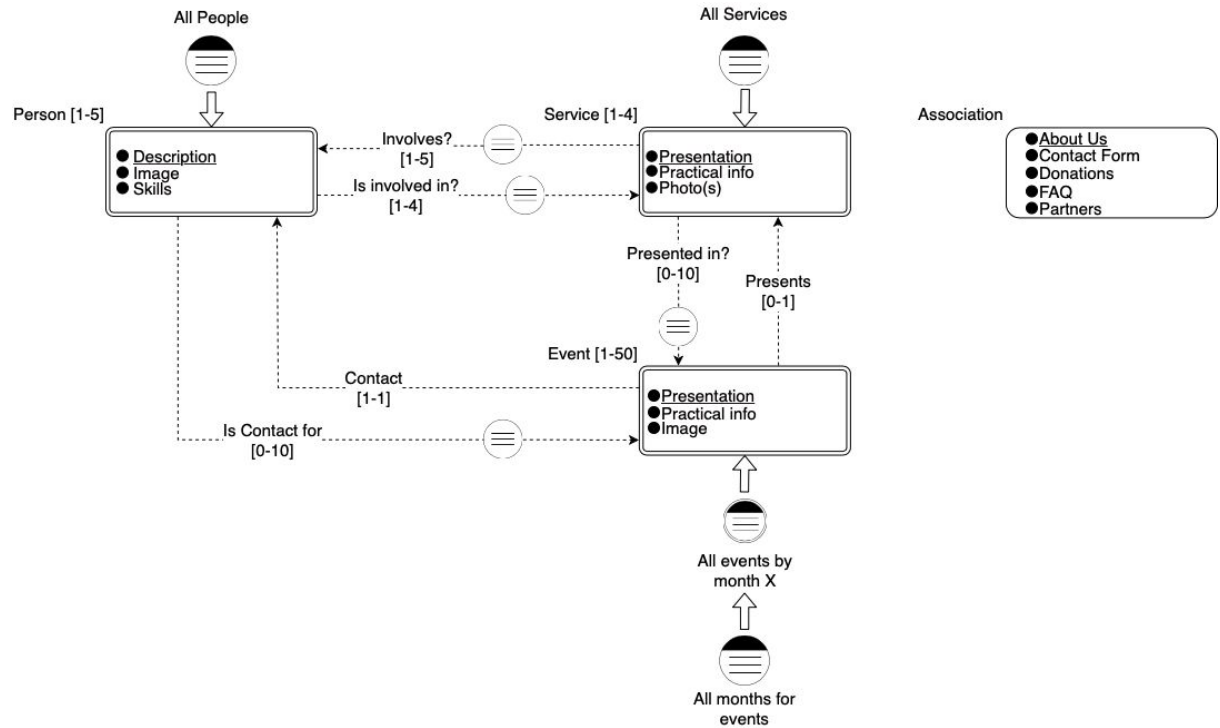 All People
All Services
Person [1-5]
Service [1-4]
Association
Description
Image
Skills
Involves?
[1-5]
Is involved in?
[1-4]
Presentation
Practical info
Photo(s)
About Us
Contact Form
Donations
FAQ
Partners
Presented in?
[0-10]
Presents
[0-1]
Event [1-50]
Contact
[1-1]
Presentation
Practical info
Image
Is Contact for
[0-10]
All events by
month X
All months for
events